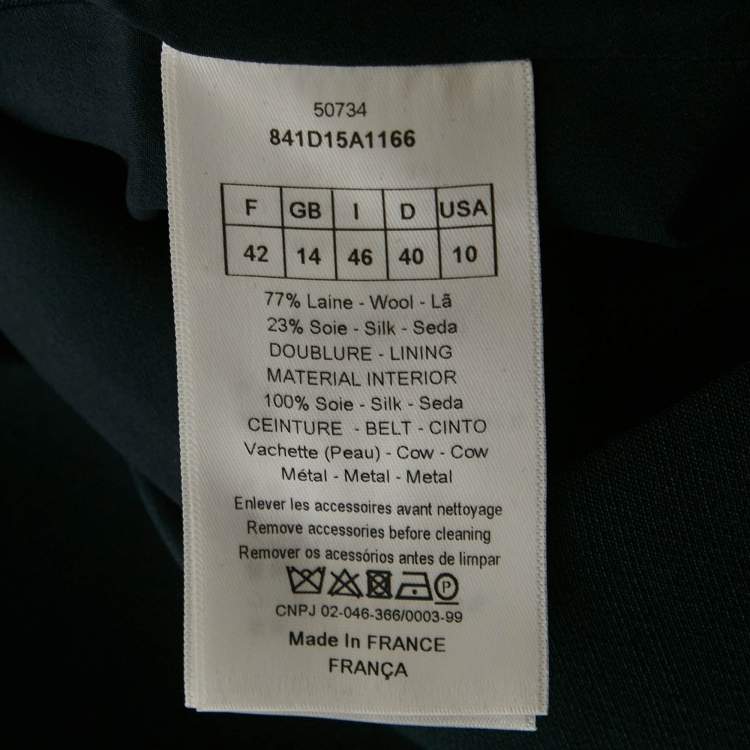 50734
841D15A1166
F GB I D USA
42 14 46 40 10
77% Laine - Wool - Lã
23% Soie - Silk - Seda
DOUBLURE - LINING
MATERIAL INTERIOR
100% Soie - Silk - Seda
CEINTURE - BELT - CINTO
Vachette (Peau) - Cow - Cow
Métal - Metal - Metal
Enlever les accessoires avant nettoyage
Remove accessories before cleaning
Remover os acessórios antes de limpar
P
CNPJ 02-046-366/0003-99
Made In FRANCE
FRANÇA